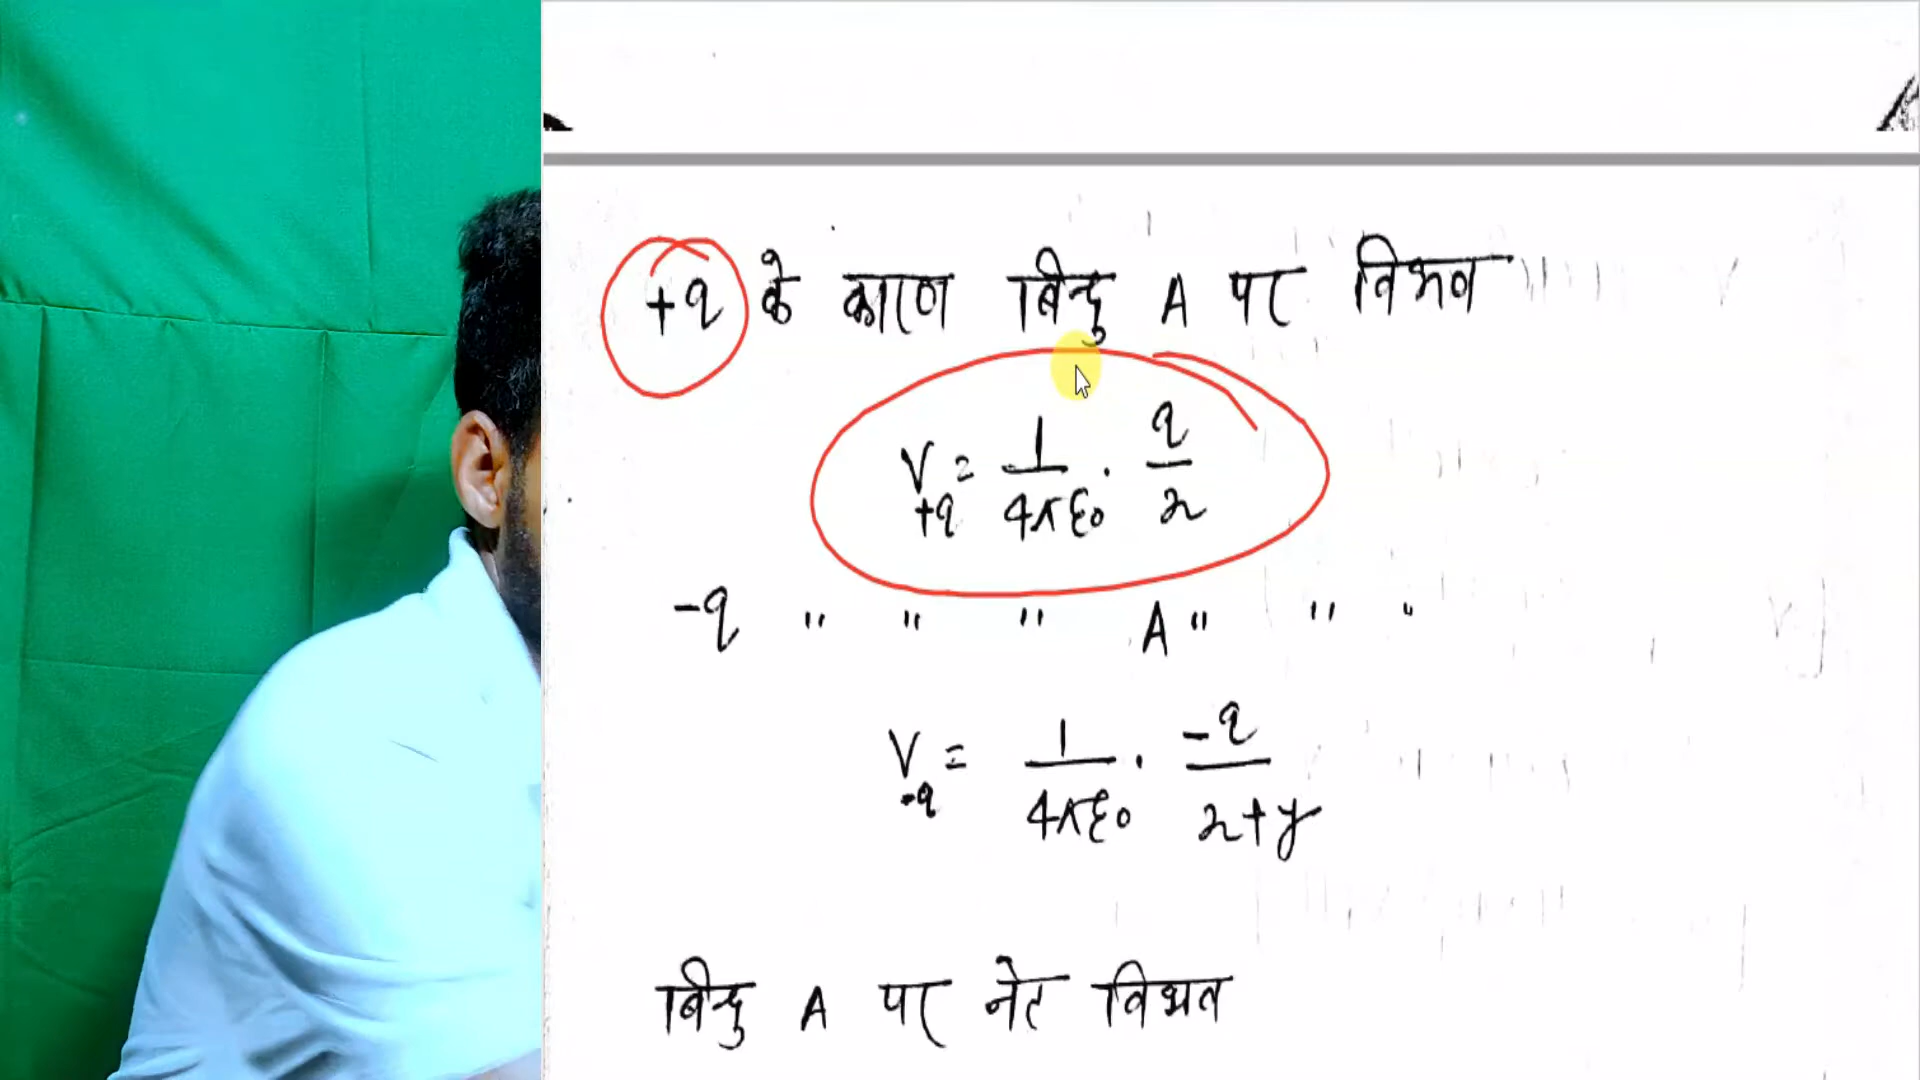 +q के कारण बिन्दु A पर विभव
V+q = 1/4πε0 . q/x
-q " " " A " " "
V-q = 1/4πε0 . -q/x+y
बिन्दु A पर नेट विभव